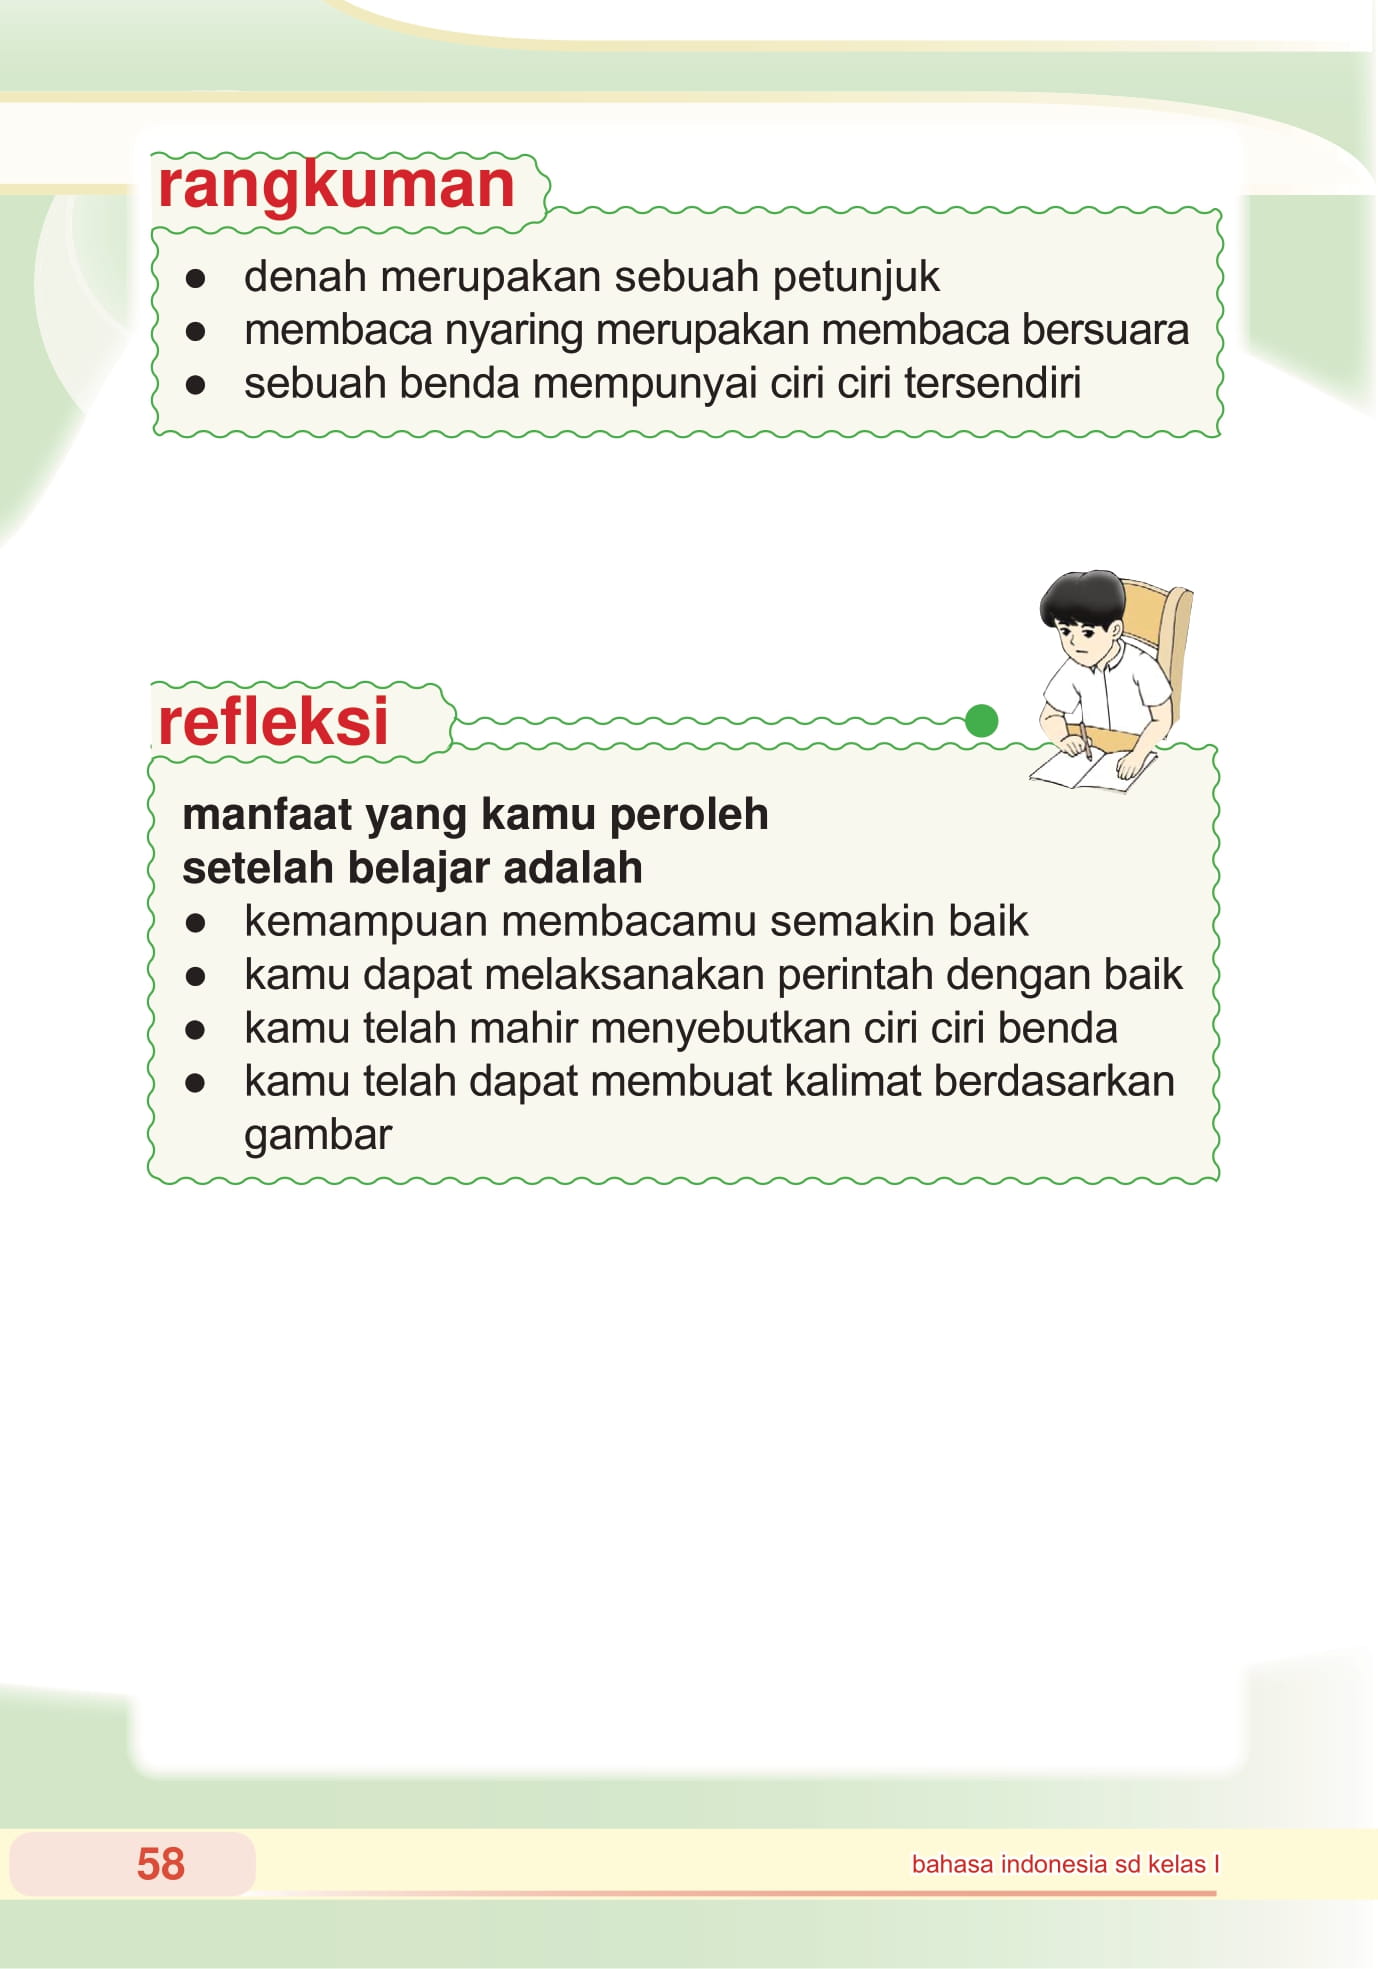 rangkuman
● denah merupakan sebuah petunjuk
● membaca nyaring merupakan membaca bersuara
● sebuah benda mempunyai ciri ciri tersendiri
refleksi
manfaat yang kamu peroleh
setelah belajar adalah
● kemampuan membacamu semakin baik
● kamu dapat melaksanakan perintah dengan baik
● kamu telah mahir menyebutkan ciri ciri benda
● kamu telah dapat membuat kalimat berdasarkan
gambar
58
bahasa indonesia sd kelas I